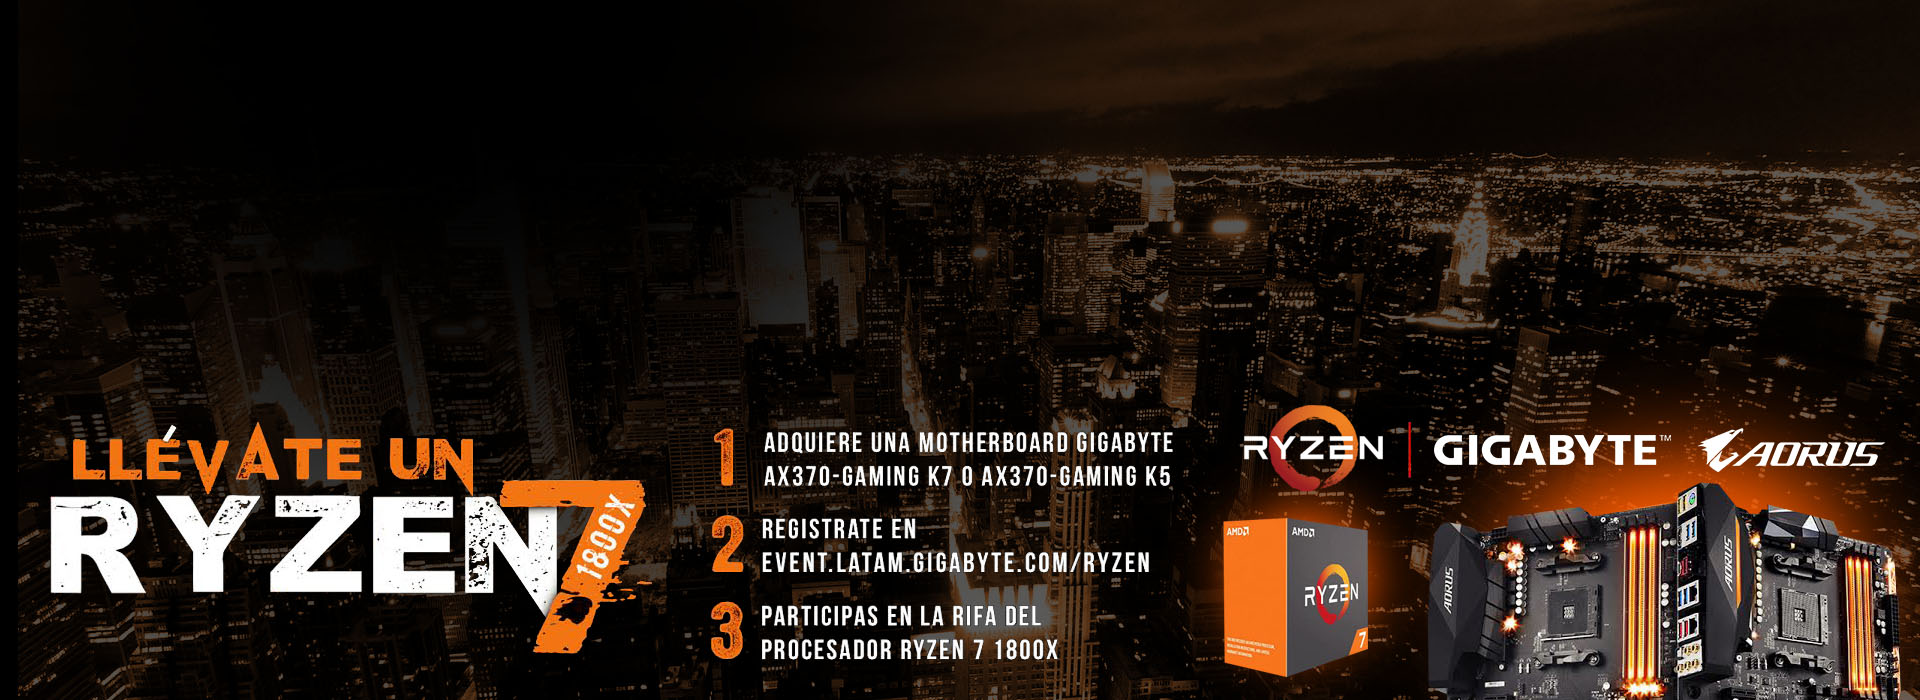 LLÉVATE UN
RYZEN 7
1800X
1 ADQUIERE UNA MOTHERBOARD GIGABYTE
AX370-GAMING K7 O AX370-GAMING K5
2 REGISTRATE EN
EVENT.LATAM.GIGABYTE.COM/RYZEN
3 PARTICIPAS EN LA RIFA DEL
PROCESADOR RYZEN 7 1800X
RYZEN | GIGABYTE™ AORUS
AMD AMD
RYZEN
7
AORUS
AORUS